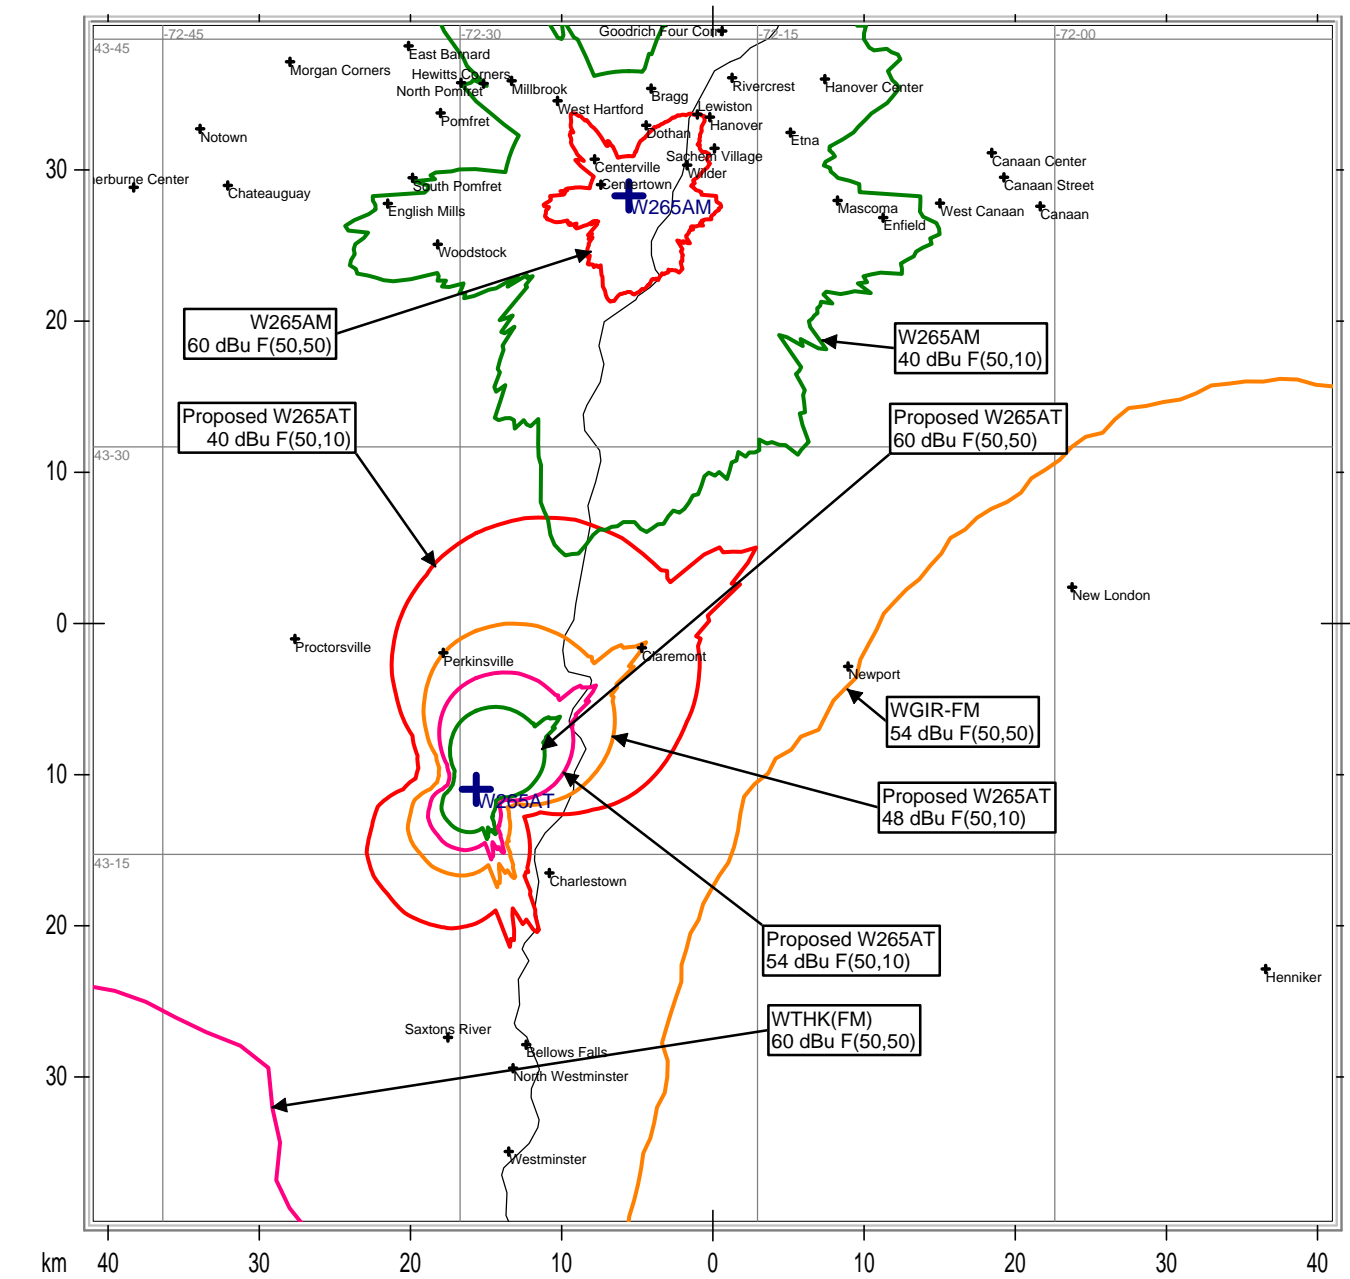 Goodrich Four Corn
43-45
-72-45
-72-30
-72-15
-72-00
East Barnard
Morgan Corners
Hewitts Corners
North Pomfret
Millbrook
Bragg
Rivercrest
Hanover Center
West Hartford
Lewiston
Hanover
Pomfret
Dothan
Notown
Etna
Sachem Village
Canaan Center
30
Centerville
Wilder
erburne Center
Chateauguay
South Pomfret
Centertown
Canaan Street
English Mills
W265AM
Mascoma
West Canaan
Canaan
Enfield
Woodstock
20
W265AM
60 dBu F(50,50)
W265AM
40 dBu F(50,10)
Proposed W265AT
40 dBu F(50,10)
Proposed W265AT
60 dBu F(50,50)
43-30
10
New London
0
Proctorsville
Perkinsville
Claremont
Newport
WGIR-FM
54 dBu F(50,50)
10
W265AT
Proposed W265AT
48 dBu F(50,10)
43-15
Charlestown
20
Proposed W265AT
54 dBu F(50,10)
Henniker
WTHK(FM)
60 dBu F(50,50)
Saxtons River
Bellows Falls
30
North Westminster
Westminster
km
40
30
20
10
0
10
20
30
40